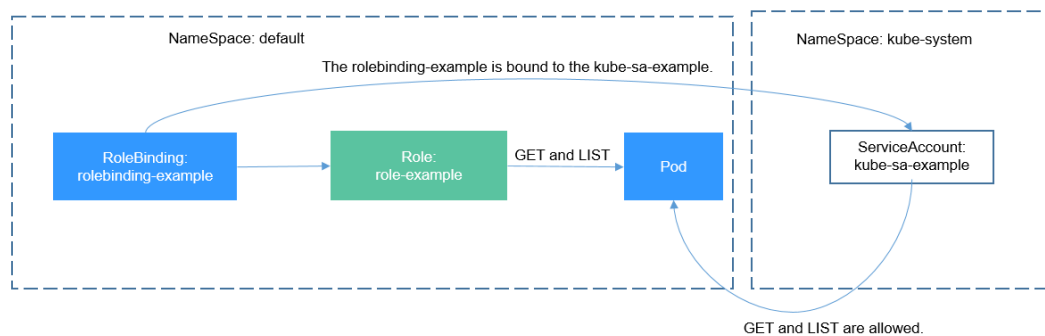 NameSpace: default
NameSpace: kube-system
The rolebinding-example is bound to the kube-sa-example.
RoleBinding:
rolebinding-example
Role:
role-example
GET and LIST
Pod
ServiceAccount:
kube-sa-example
GET and LIST are allowed.